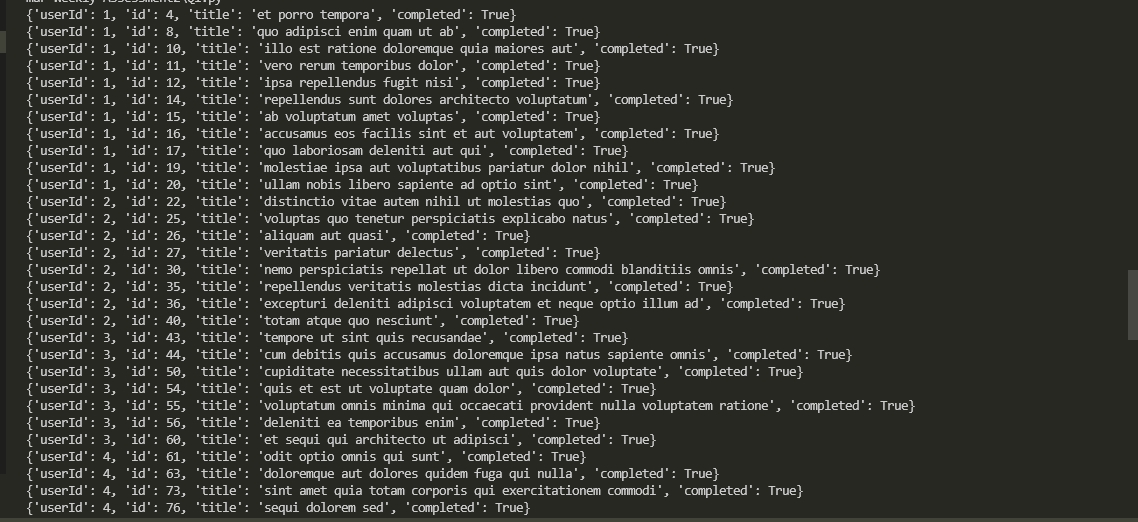 {'userId': 1, 'id': 4, 'title': 'et porro tempora', 'completed': True}
{'userId': 1, 'id': 8, 'title': 'quo adipisci enim quam ut ab', 'completed': True}
{'userId': 1, 'id': 10, 'title': 'illo est ratione doloremque quia maiores aut', 'completed': True}
{'userId': 1, 'id': 11, 'title': 'vero rerum temporibus dolor', 'completed': True}
{'userId': 1, 'id': 12, 'title': 'ipsa repellendus fugit nisi', 'completed': True}
{'userId': 1, 'id': 14, 'title': 'repellendus sunt dolores architecto voluptatum', 'completed': True}
{'userId': 1, 'id': 15, 'title': 'ab voluptatum amet voluptas', 'completed': True}
{'userId': 1, 'id': 16, 'title': 'accusamus eos facilis sint et aut voluptatem', 'completed': True}
{'userId': 1, 'id': 17, 'title': 'quo laboriosam deleniti aut qui', 'completed': True}
{'userId': 1, 'id': 19, 'title': 'molestiae ipsa aut voluptatibus pariatur dolor nihil', 'completed': True}
{'userId': 1, 'id': 20, 'title': 'ullam nobis libero sapiente ad optio sint', 'completed': True}
{'userId': 2, 'id': 22, 'title': 'distinctio vitae autem nihil ut molestias quo', 'completed': True}
{'userId': 2, 'id': 25, 'title': 'voluptas quo tenetur perspiciatis explicabo natus', 'completed': True}
{'userId': 2, 'id': 26, 'title': 'aliquam aut quasi', 'completed': True}
{'userId': 2, 'id': 27, 'title': 'veritatis pariatur delectus', 'completed': True}
{'userId': 2, 'id': 30, 'title': 'nemo perspiciatis repellat ut dolor libero commodi blanditiis omnis', 'completed': True}
{'userId': 2, 'id': 35, 'title': 'repellendus veritatis molestias dicta incidunt', 'completed': True}
{'userId': 2, 'id': 36, 'title': 'excepturi deleniti adipisci voluptatem et neque optio illum ad', 'completed': True}
{'userId': 2, 'id': 40, 'title': 'totam atque quo nesciunt', 'completed': True}
{'userId': 3, 'id': 43, 'title': 'tempore ut sint quis recusandae', 'completed': True}
{'userId': 3, 'id': 44, 'title': 'cum debitis quis accusamus doloremque ipsa natus sapiente omnis', 'completed': True}
{'userId': 3, 'id': 50, 'title': 'cupiditate necessitatibus ullam aut quis dolor voluptate', 'completed': True}
{'userId': 3, 'id': 54, 'title': 'quis et est ut voluptate quam dolor', 'completed': True}
{'userId': 3, 'id': 55, 'title': 'voluptatum omnis minima qui occaecati provident nulla voluptatem ratione', 'completed': True}
{'userId': 3, 'id': 56, 'title': 'deleniti ea temporibus enim', 'completed': True}
{'userId': 3, 'id': 60, 'title': 'et sequi qui architecto ut adipisci', 'completed': True}
{'userId': 4, 'id': 61, 'title': 'odit optio omnis qui sunt', 'completed': True}
{'userId': 4, 'id': 63, 'title': 'doloremque aut dolores quidem fuga qui nulla', 'completed': True}
{'userId': 4, 'id': 73, 'title': 'sint amet quia totam corporis qui exercitationem commodi', 'completed': True}
{'userId': 4, 'id': 76, 'title': 'sequi dolorem sed', 'completed': True}